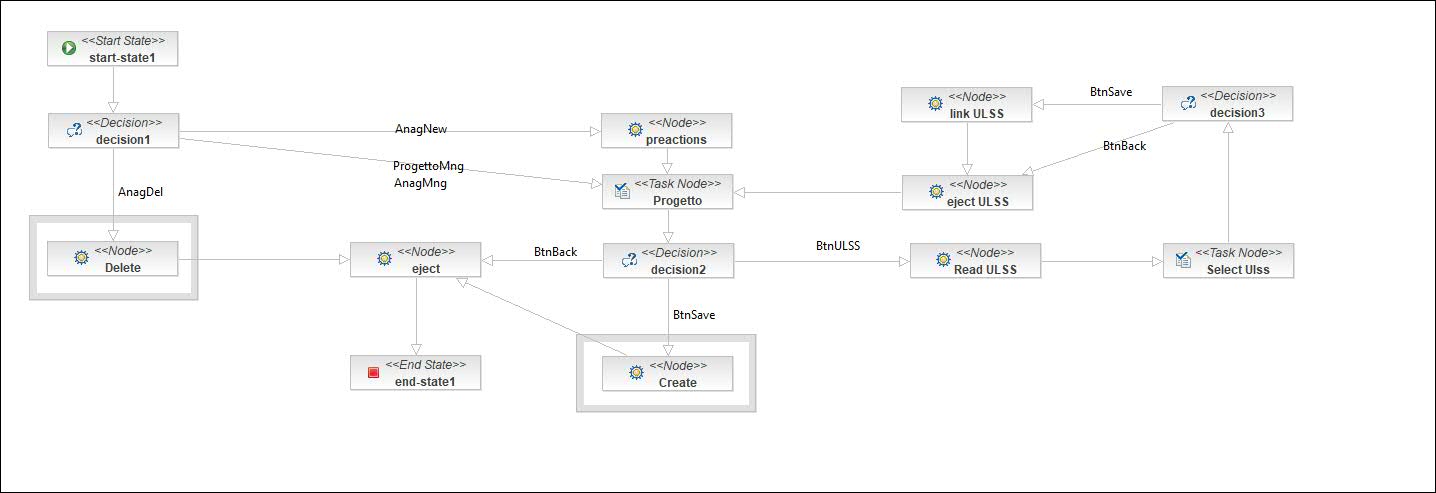 <<Start State>>
start-state1
<<Decision>>
decision1
AnagNew
<<Node>>
preactions
<<Node>>
link ULSS
BtnSave
<<Decision>>
decision3
BtnBack
ProgettoMng
AnagMng
AnagDel
<<Task Node>>
Progetto
<<Node>>
eject ULSS
<<Node>>
Delete
<<Node>>
eject
BtnBack
<<Decision>>
decision2
BtnULSS
<<Node>>
Read ULSS
<<Task Node>>
Select Ulss
BtnSave
<<End State>>
end-state1
<<Node>>
Create